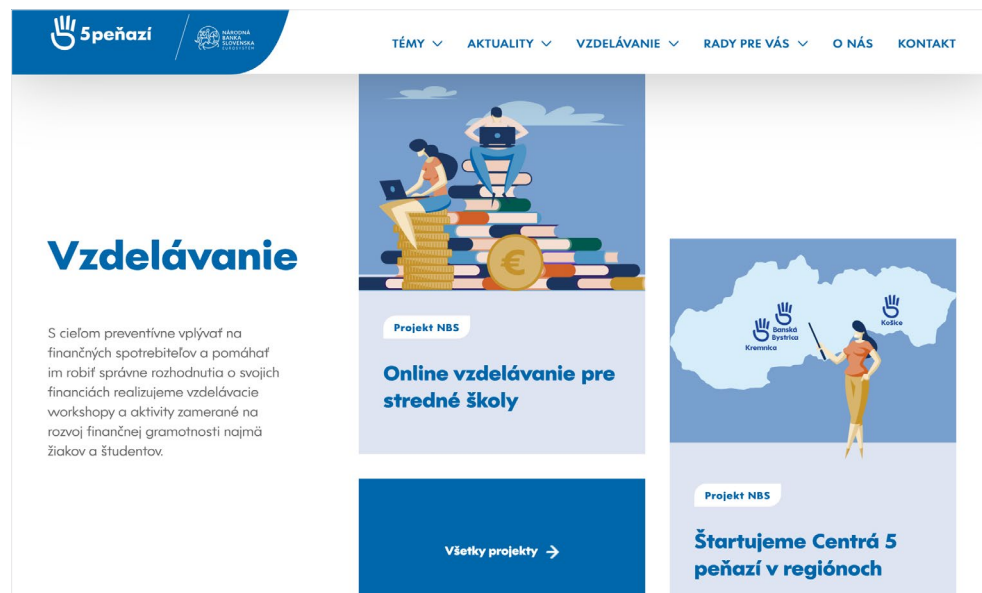 5peňazí
NÁRODNÁ
BANKA
SLOVENSKA
EUROSYSTÉM
TÉMY
AKTUALITY
VZDELÁVANIE
RADY PRE VÁS
O NÁS
KONTAKT
Vzdelávanie
S cieľom preventívne vplývať na
finančných spotrebiteľov a pomáhať
im robiť správne rozhodnutia o svojich
financiách realizujeme vzdelávacie
workshopy a aktivity zamerané na
rozvoj finančnej gramotnosti najmä
žiakov a študentov.
Projekt NBS
Online vzdelávanie pre
stredné školy
Všetky projekty →
Kremnica
Banská
Bystrica
Košice
Projekt NBS
Štartujeme Centrá 5
peňazí v regiónoch